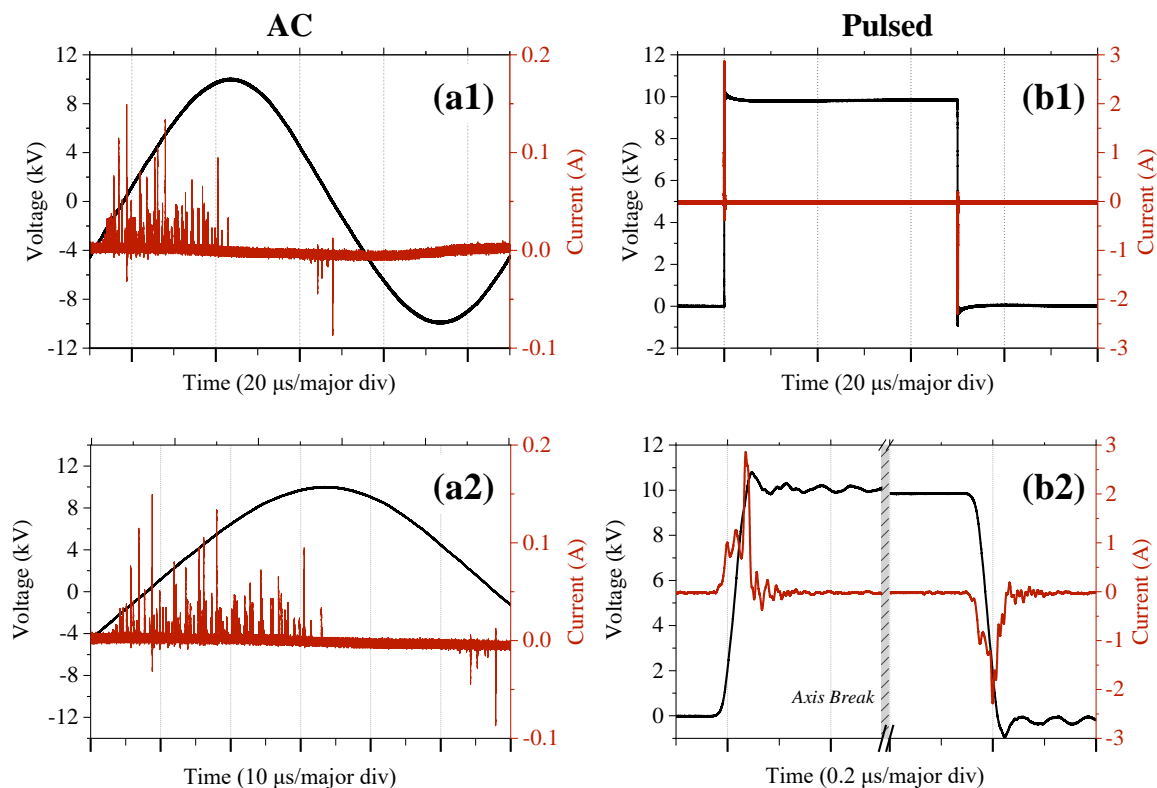 AC
Pulsed
12
8
4
0
-4
-8
-12
Voltage (kV)
0.2
0.1
0.0
-0.1
Current (A)
(a1)
Time (20 μs/major div)
12
10
8
6
4
2
0
-2
Voltage (kV)
3
2
1
0
-1
-2
-3
Current (A)
(b1)
Time (20 μs/major div)
12
8
4
0
-4
-8
-12
Voltage (kV)
0.2
0.1
0.0
-0.1
Current (A)
(a2)
Time (10 μs/major div)
12
10
8
6
4
2
0
Voltage (kV)
3
2
1
0
-1
-2
-3
Current (A)
(b2)
Axis Break
Time (0.2 μs/major div)